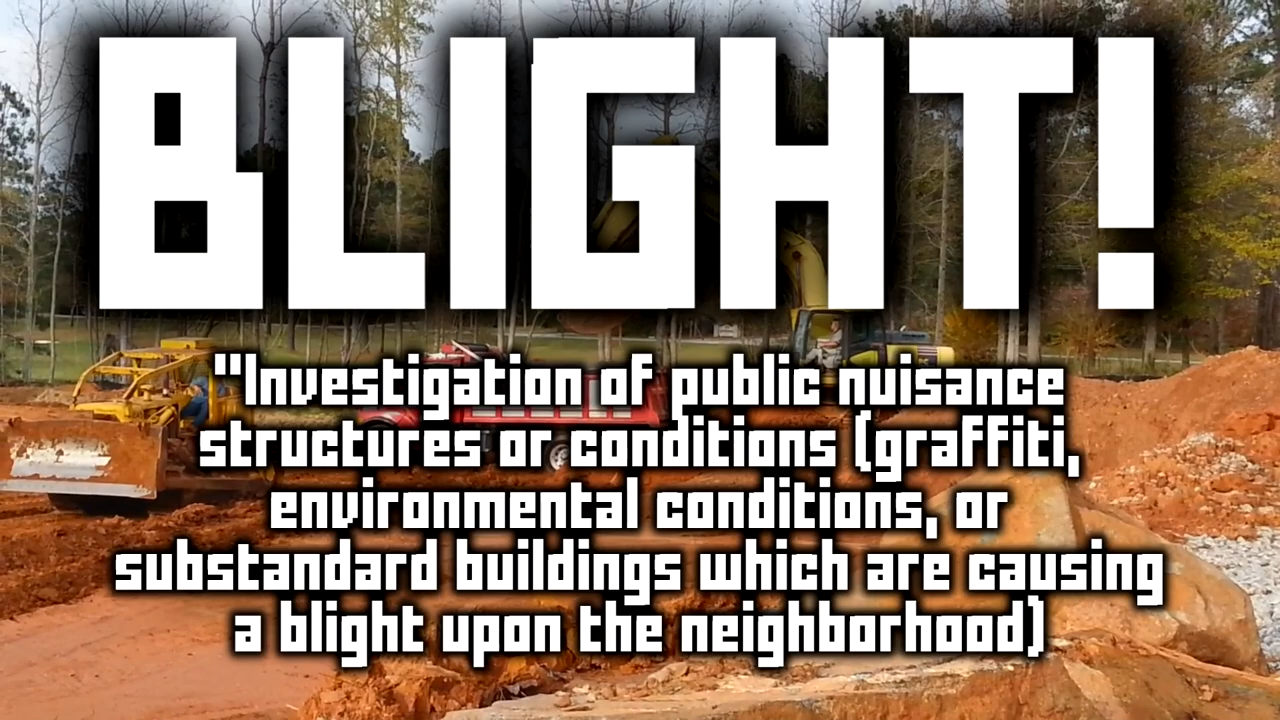 BLIGHT!
"Investigation of public nuisance
structures or conditions (graffiti,
environmental conditions, or
substandard buildings which are causing
a blight upon the neighborhood)